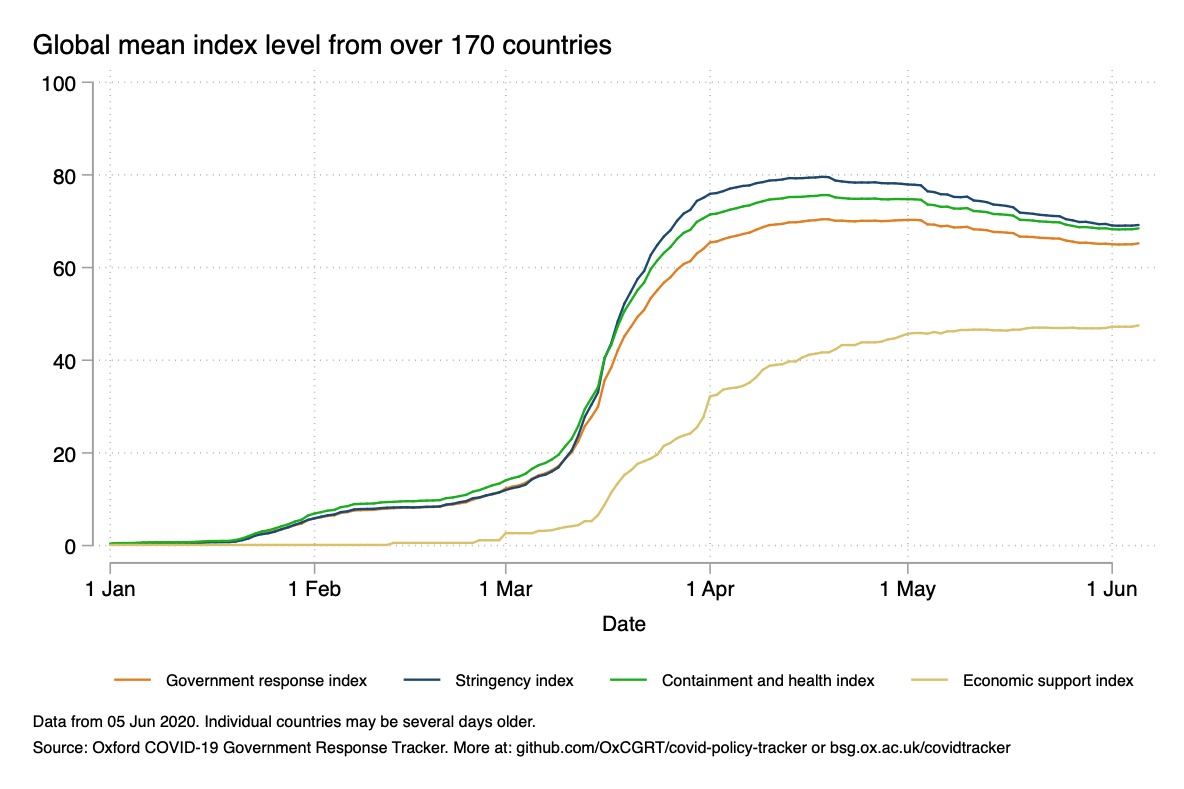 Global mean index level from over 170 countries
100
80
60
40
20
0
1 Jan 1 Feb 1 Mar 1 Apr 1 May 1 Jun
Date
Government response index Stringency index Containment and health index Economic support index
Data from 05 Jun 2020. Individual countries may be several days older.
Source: Oxford COVID-19 Government Response Tracker. More at: github.com/OxCGRT/covid-policy-tracker or bsg.ox.ac.uk/covidtracker